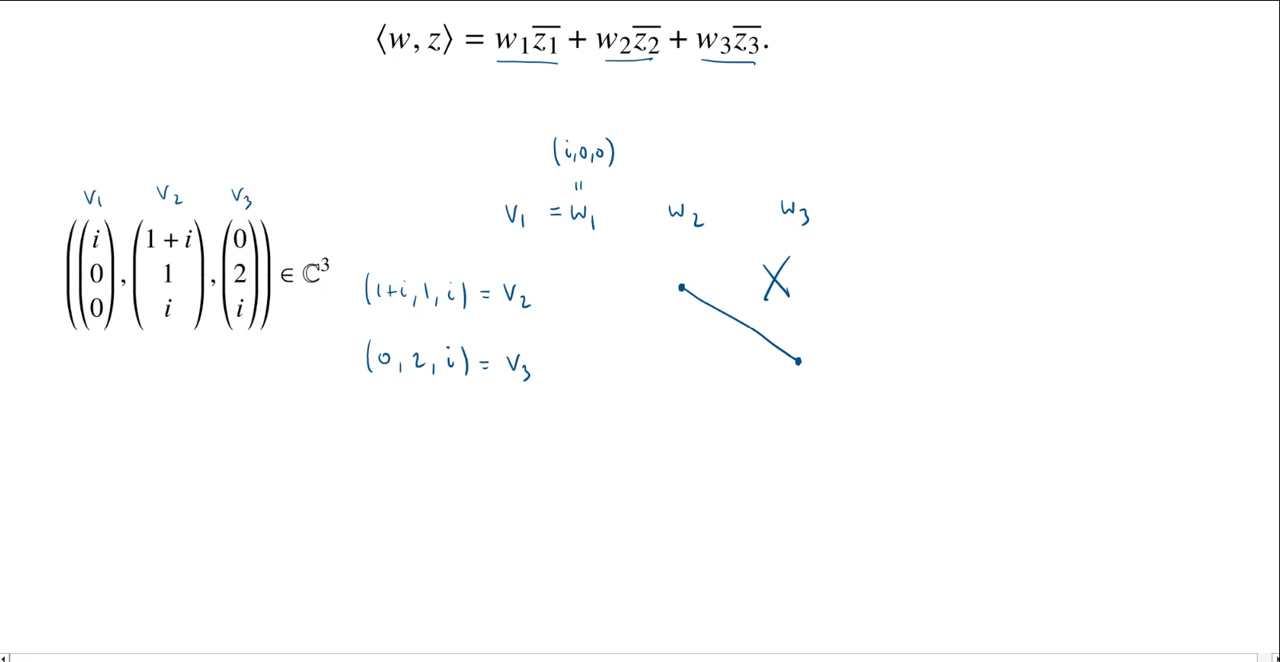 ⟨w, z⟩ = w₁z̅₁ + w₂z̅₂ + w₃z̅₃.
(i,0,0)
"
v₁ v₂ v₃
v₁ = w₁ w₂ w₃
((i 0 0), (1 + i 1 i), (0 2 i)) ∈ ℂ³
X
(1+i, 1, i) = v₂
(0, 2, i) = v₃